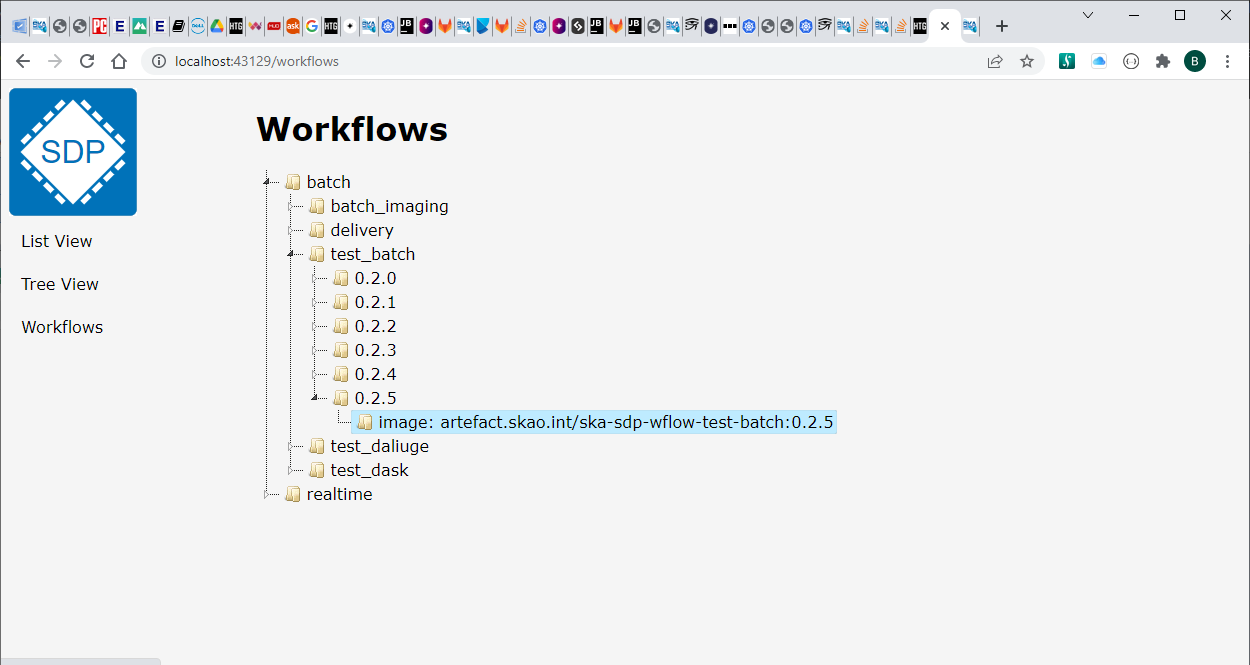 localhost:43129/workflows
B
SDP
List View
Tree View
Workflows
Workflows
batch
batch_imaging
delivery
test_batch
0.2.0
0.2.1
0.2.2
0.2.3
0.2.4
0.2.5
image: artefact.skao.int/ska-sdp-wflow-test-batch:0.2.5
test_daliuge
test_dask
realtime